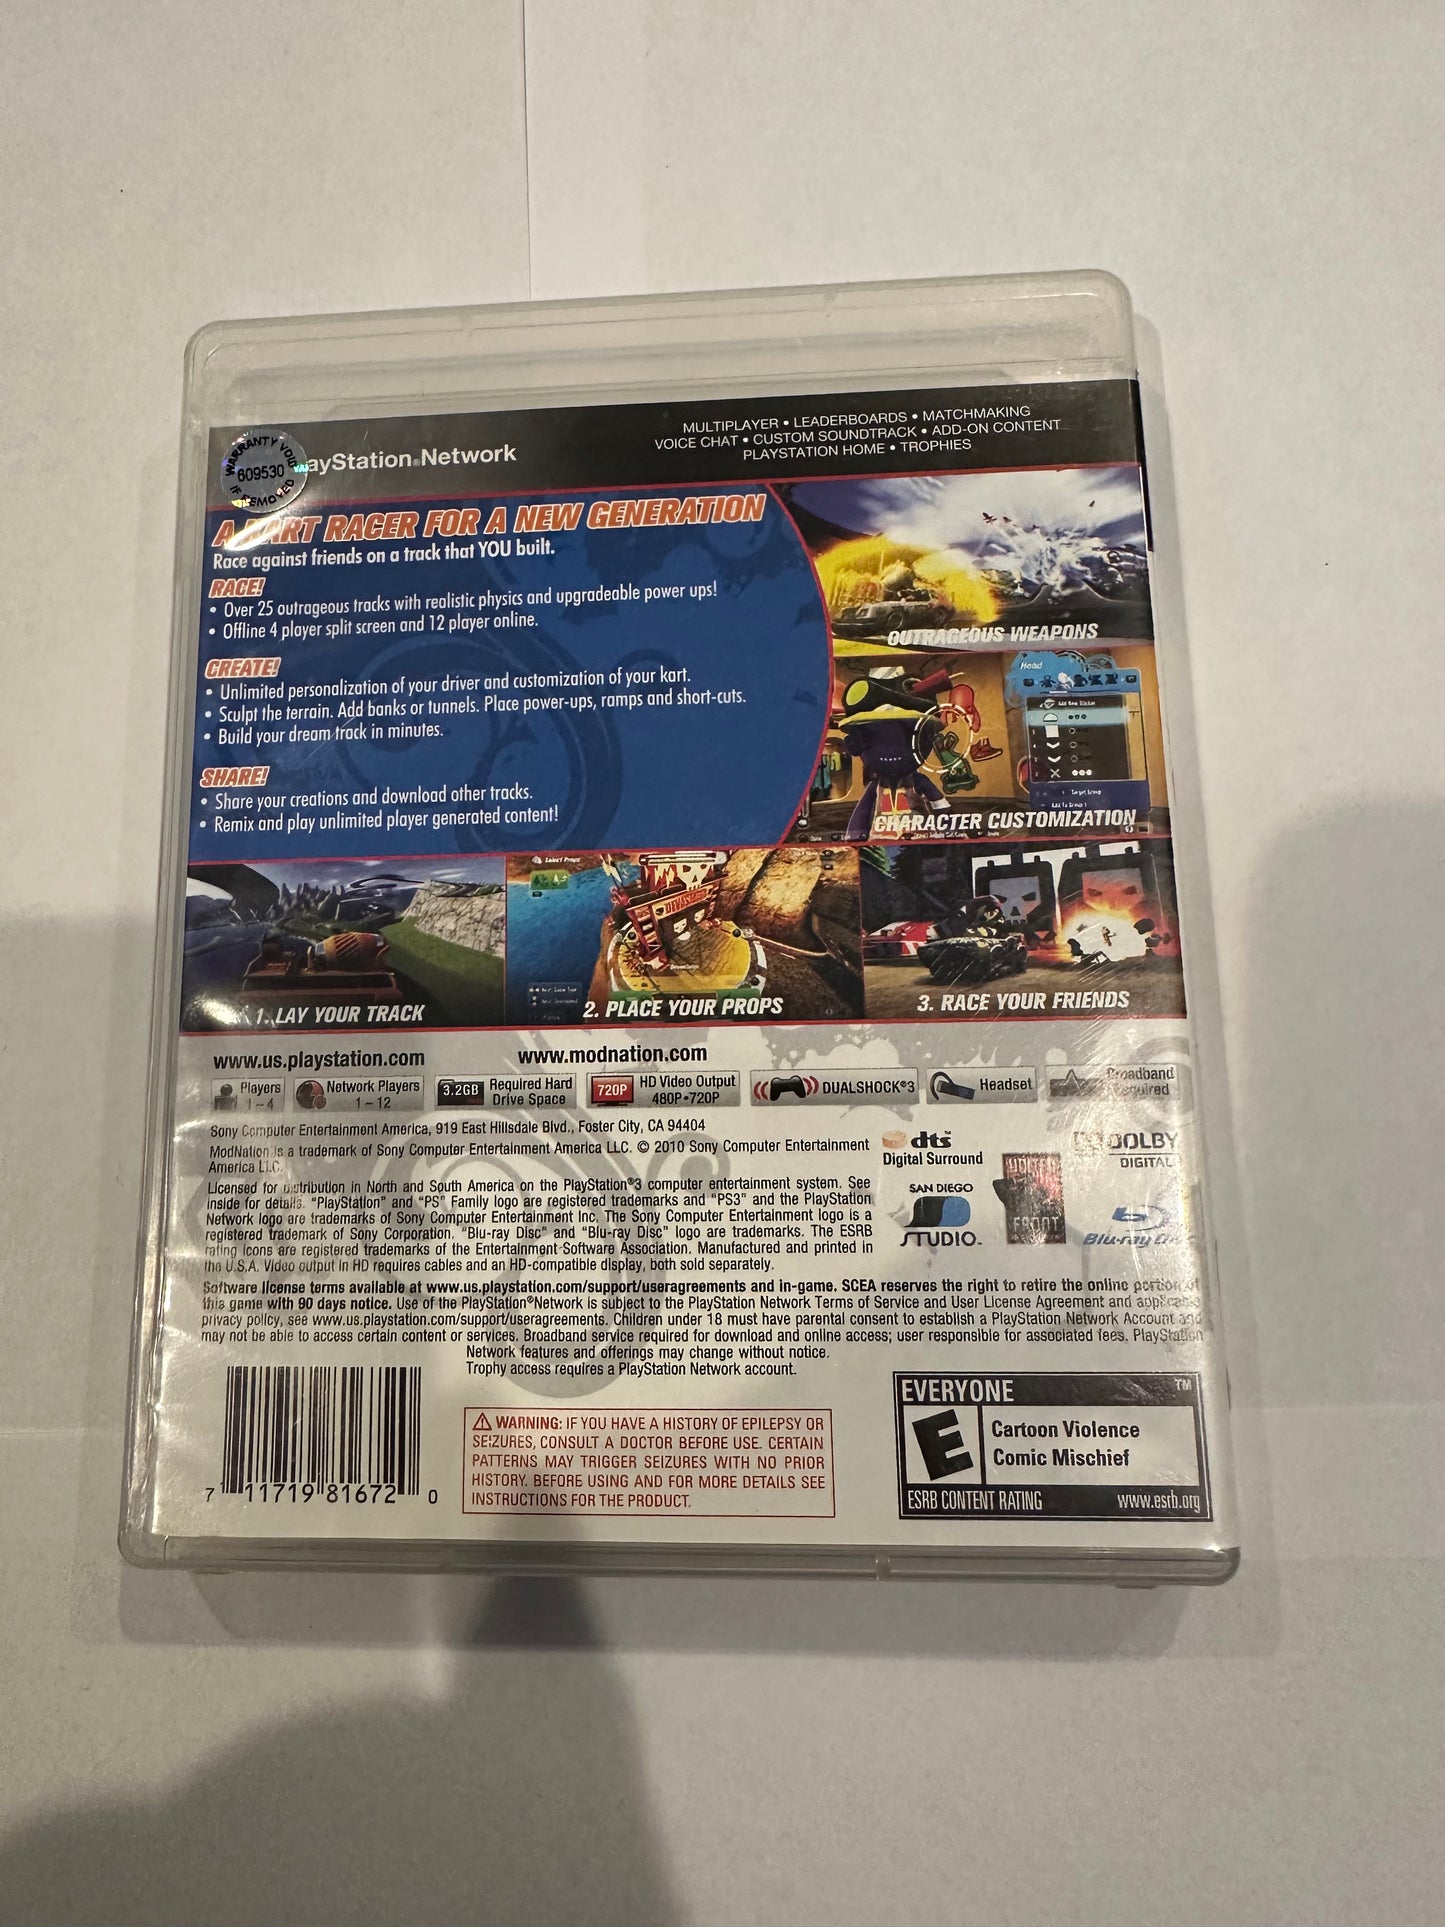 MULTIPLAYER • LEADERBOARDS • MATCHMAKING
VOICE CHAT • CUSTOM SOUNDTRACK • ADD-ON CONTENT
PLAYSTATION HOME • TROPHIES
WARRANTY VOID
609530
IF REMOVED
ayStation®Network
A KART RACER FOR A NEW GENERATION
Race against friends on a track that YOU built.
RACE!
• Over 25 outrageous tracks with realistic physics and upgradeable power ups!
• Offline 4 player split screen and 12 player online.
CREATE!
• Unlimited personalization of your driver and customization of your kart.
• Sculpt the terrain. Add banks or tunnels. Place power-ups, ramps and short-cuts.
• Build your dream track in minutes.
SHARE!
• Share your creations and download other tracks.
• Remix and play unlimited player generated content!
OUTRAGEOUS WEAPONS
Head
CHARACTER CUSTOMIZATION
1. LAY YOUR TRACK
2. PLACE YOUR PROPS
3. RACE YOUR FRIENDS
www.us.playstation.com
www.modnation.com
Players
1 – 4
Network Players
1 – 12
3.2GB
Required Hard
Drive Space
720P
HD Video Output
480P•720P
DUALSHOCK®3
Headset
Broadband
Required
Sony Computer Entertainment America, 919 East Hillsdale Blvd., Foster City, CA 94404
ModNation is a trademark of Sony Computer Entertainment America LLC. © 2010 Sony Computer Entertainment
America LLC.
Licensed for distribution in North and South America on the PlayStation®3 computer entertainment system. See
inside for details. "PlayStation" and "PS" Family logo are registered trademarks and "PS3" and the PlayStation
Network logo are trademarks of Sony Computer Entertainment Inc. The Sony Computer Entertainment logo is a
registered trademark of Sony Corporation. "Blu-ray Disc" and "Blu-ray Disc" logo are trademarks. The ESRB
rating icons are registered trademarks of the Entertainment Software Association. Manufactured and printed in
the U.S.A. Video output in HD requires cables and an HD-compatible display, both sold separately.
dts™
Digital Surround
DOLBY
DIGITAL
SAN DIEGO
STUDIO™
UNITED
FRONT
Blu-ray Disc
Software license terms available at www.us.playstation.com/support/useragreements and in-game. SCEA reserves the right to retire the online portion of
this game with 90 days notice. Use of the PlayStation®Network is subject to the PlayStation Network Terms of Service and User License Agreement and applicable
privacy policy, see www.us.playstation.com/support/useragreements. Children under 18 must have parental consent to establish a PlayStation Network Account and
may not be able to access certain content or services. Broadband service required for download and online access; user responsible for associated fees. PlayStation
Network features and offerings may change without notice.
Trophy access requires a PlayStation Network account.
7 11719 81672 0
WARNING: IF YOU HAVE A HISTORY OF EPILEPSY OR
SEIZURES, CONSULT A DOCTOR BEFORE USE. CERTAIN
PATTERNS MAY TRIGGER SEIZURES WITH NO PRIOR
HISTORY. BEFORE USING AND FOR MORE DETAILS SEE
INSTRUCTIONS FOR THE PRODUCT.
EVERYONE
™
E
Cartoon Violence
Comic Mischief
ESRB CONTENT RATING
www.esrb.org